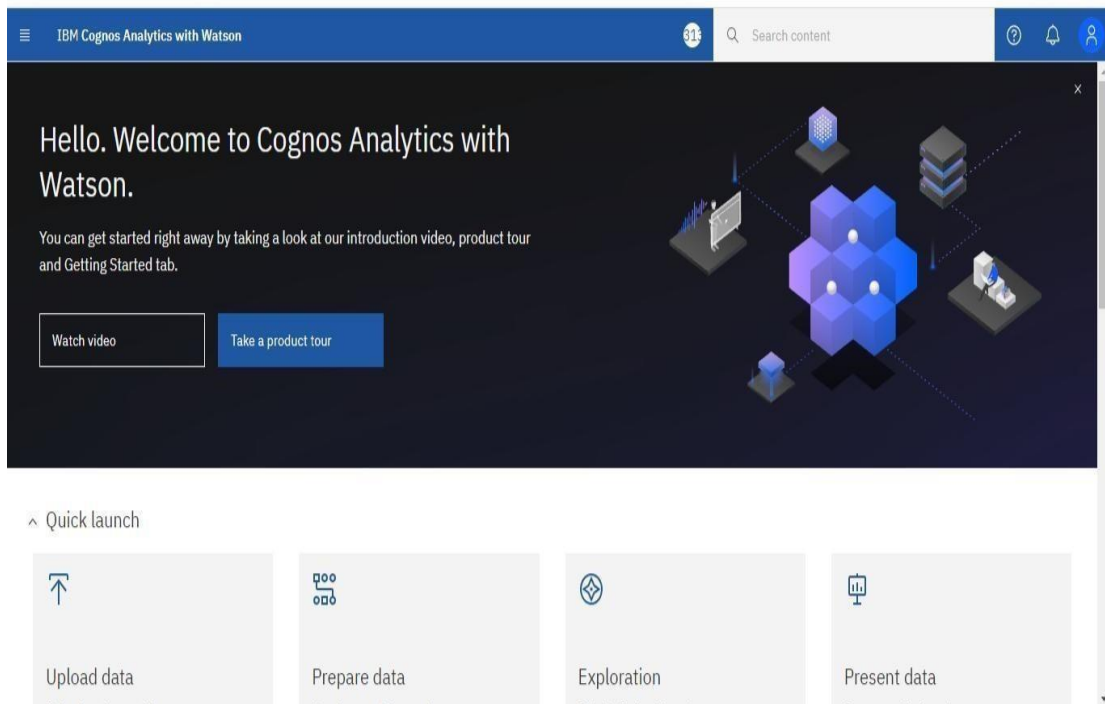 IBM Cognos Analytics with Watson
Search content
Hello. Welcome to Cognos Analytics with
Watson.
You can get started right away by taking a look at our introduction video, product tour
and Getting Started tab.
Watch video
Take a product tour
Quick launch
Upload data
Prepare data
Exploration
Present data